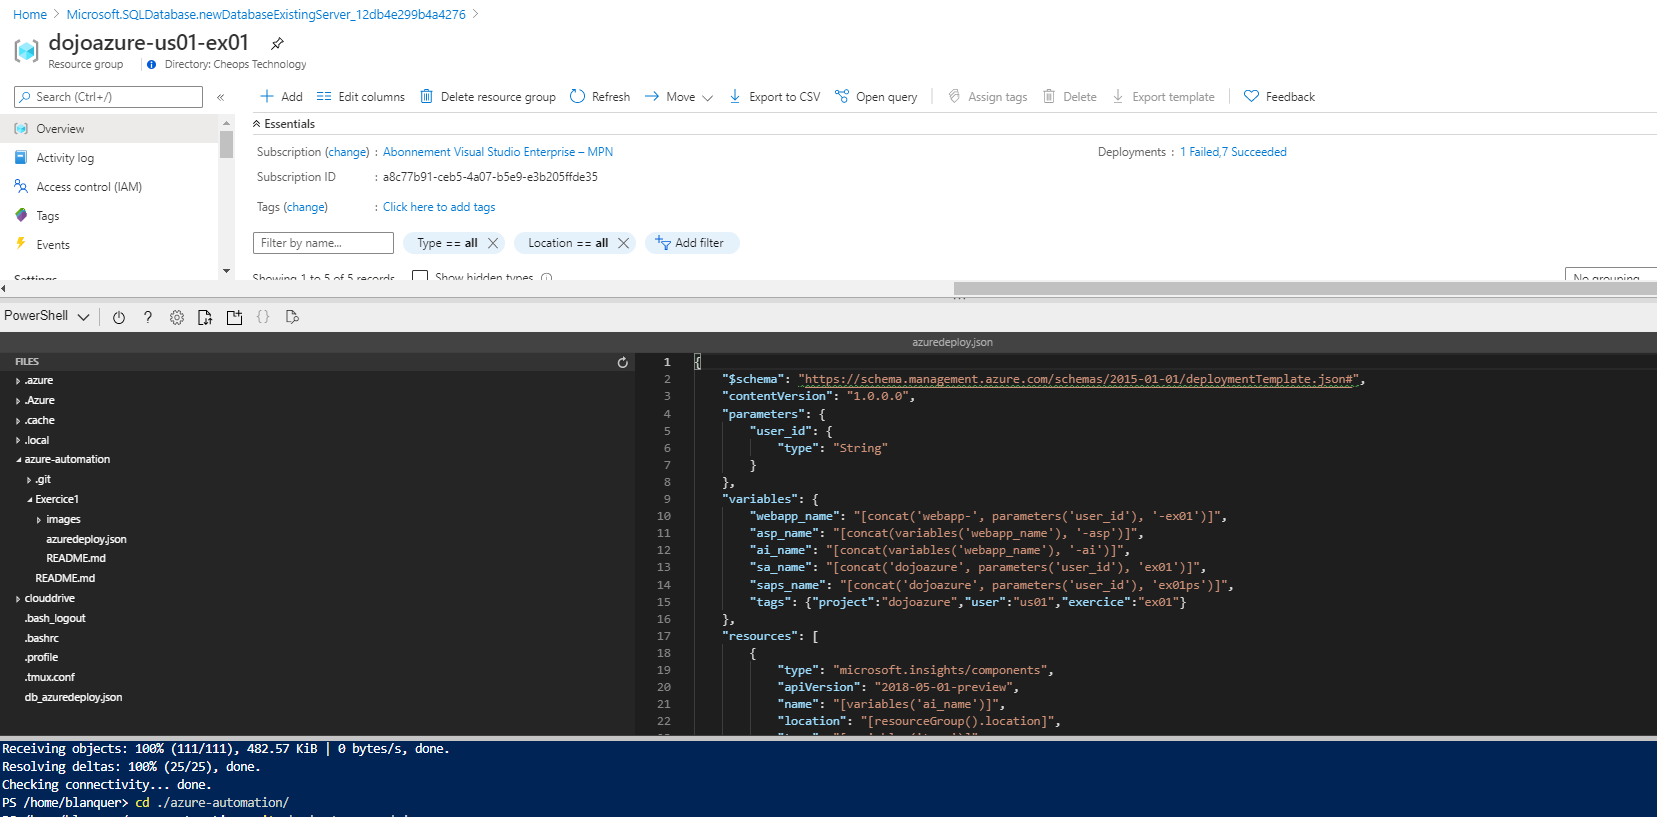 Home > Microsoft.SQLDatabase.newDatabaseExistingServer_12db4e299b4a4276 >
dojoazure-us01-ex01
Resource group
Directory: Cheops Technology
Search (Ctrl+/)
«
Add
Edit columns
Delete resource group
Refresh
Move
Export to CSV
Open query
Assign tags
Delete
Export template
Feedback
Overview
Activity log
Access control (IAM)
Tags
Events
Settings
Essentials
Subscription (change) : Abonnement Visual Studio Enterprise – MPN
Deployments : 1 Failed,7 Succeeded
Subscription ID : a8c77b91-ceb5-4a07-b5e9-e3b205ffde35
Tags (change) : Click here to add tags
Filter by name...
Type == all
Location == all
Add filter
Showing 1 to 5 of 5 records.
Show hidden types
No grouping
PowerShell
?
{}
azuredeploy.json
FILES
.azure
.Azure
.cache
.local
azure-automation
.git
Exercice1
images
azuredeploy.json
README.md
README.md
clouddrive
.bash_logout
.bashrc
.profile
.tmux.conf
db_azuredeploy.json
1 {
2 "$schema": "https://schema.management.azure.com/schemas/2015-01-01/deploymentTemplate.json#",
3 "contentVersion": "1.0.0.0",
4 "parameters": {
5 "user_id": {
6 "type": "String"
7 }
8 },
9 "variables": {
10 "webapp_name": "[concat('webapp-', parameters('user_id'), '-ex01')]",
11 "asp_name": "[concat(variables('webapp_name'), '-asp')]",
12 "ai_name": "[concat(variables('webapp_name'), '-ai')]",
13 "sa_name": "[concat('dojoazure', parameters('user_id'), 'ex01')]",
14 "saps_name": "[concat('dojoazure', parameters('user_id'), 'ex01ps')]",
15 "tags": {"project":"dojoazure","user":"us01","exercice":"ex01"}
16 },
17 "resources": [
18 {
19 "type": "microsoft.insights/components",
20 "apiVersion": "2018-05-01-preview",
21 "name": "[variables('ai_name')]",
22 "location": "[resourceGroup().location]",
Receiving objects: 100% (111/111), 482.57 KiB | 0 bytes/s, done.
Resolving deltas: 100% (25/25), done.
Checking connectivity... done.
PS /home/blanquer> cd ./azure-automation/